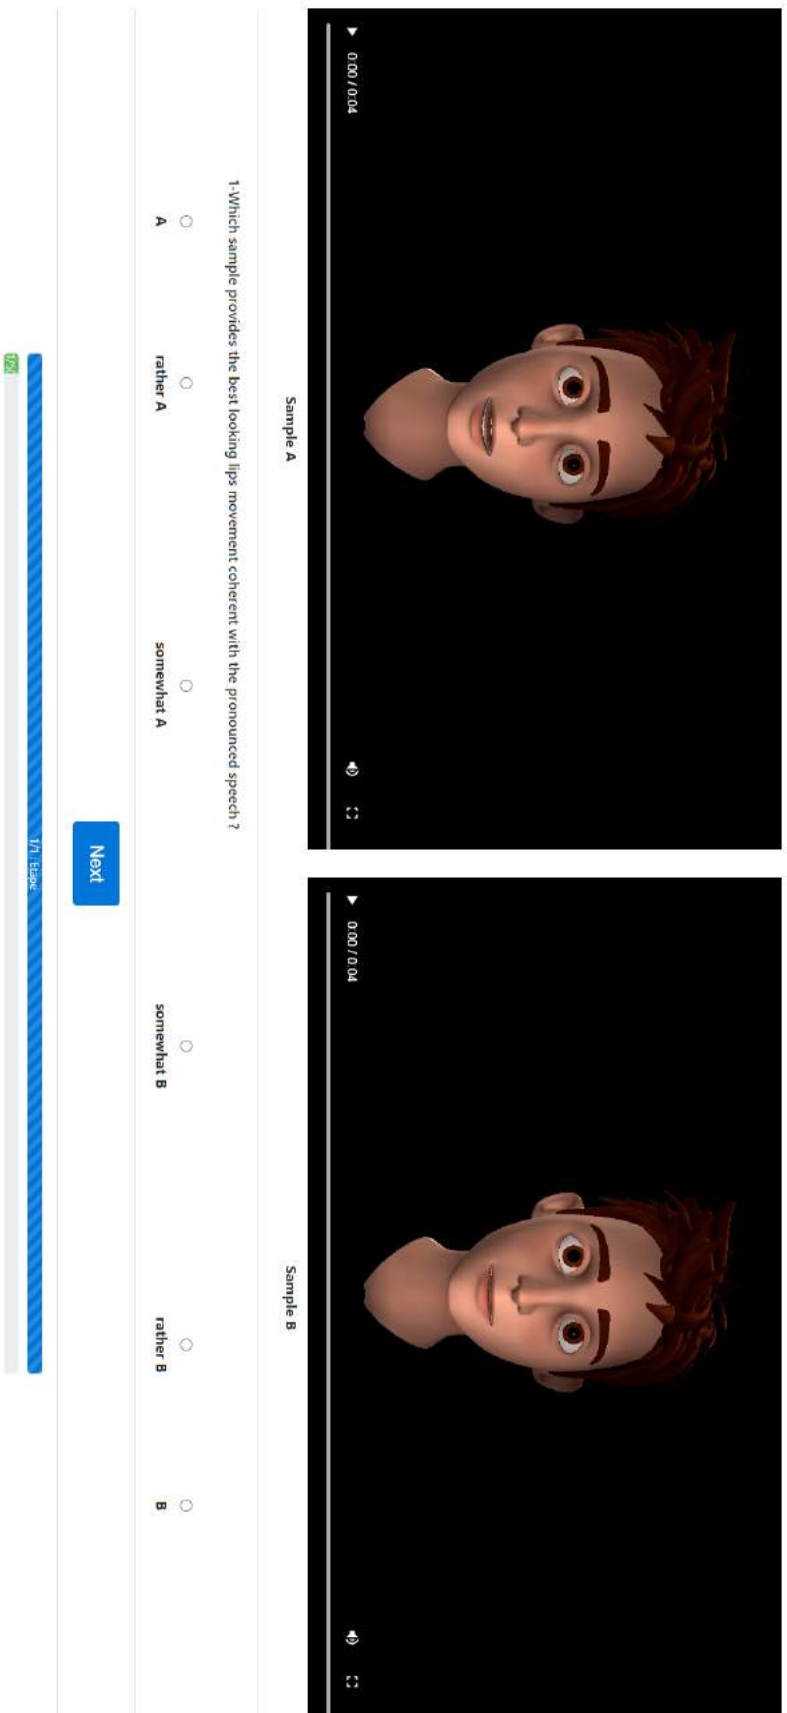 0:00 / 0:04
0:00 / 0:04
Sample A
Sample B
1-Which sample provides the best looking lips movement coherent with the pronounced speech ?
A
rather A
somewhat A
somewhat B
rather B
B
Next
1/1 : Etape